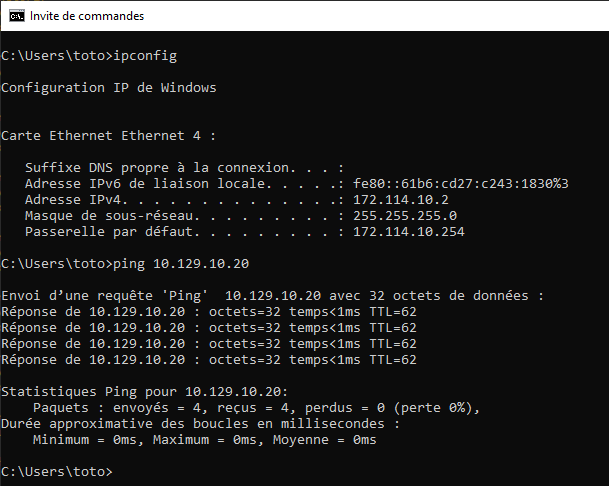 Invite de commandes
C:\Users\toto>ipconfig
Configuration IP de Windows
Carte Ethernet Ethernet 4 :
Suffixe DNS propre à la connexion. . . :
Adresse IPv6 de liaison locale. . . . .: fe80::61b6:cd27:c243:1830%3
Adresse IPv4. . . . . . . . . . . . . .: 172.114.10.2
Masque de sous-réseau. . . . . . . . . : 255.255.255.0
Passerelle par défaut. . . . . . . . . : 172.114.10.254
C:\Users\toto>ping 10.129.10.20
Envoi d’une requête 'Ping'  10.129.10.20 avec 32 octets de données :
Réponse de 10.129.10.20 : octets=32 temps<1ms TTL=62
Réponse de 10.129.10.20 : octets=32 temps<1ms TTL=62
Réponse de 10.129.10.20 : octets=32 temps<1ms TTL=62
Réponse de 10.129.10.20 : octets=32 temps<1ms TTL=62
Statistiques Ping pour 10.129.10.20:
Paquets : envoyés = 4, reçus = 4, perdus = 0 (perte 0%),
Durée approximative des boucles en millisecondes :
Minimum = 0ms, Maximum = 0ms, Moyenne = 0ms
C:\Users\toto>